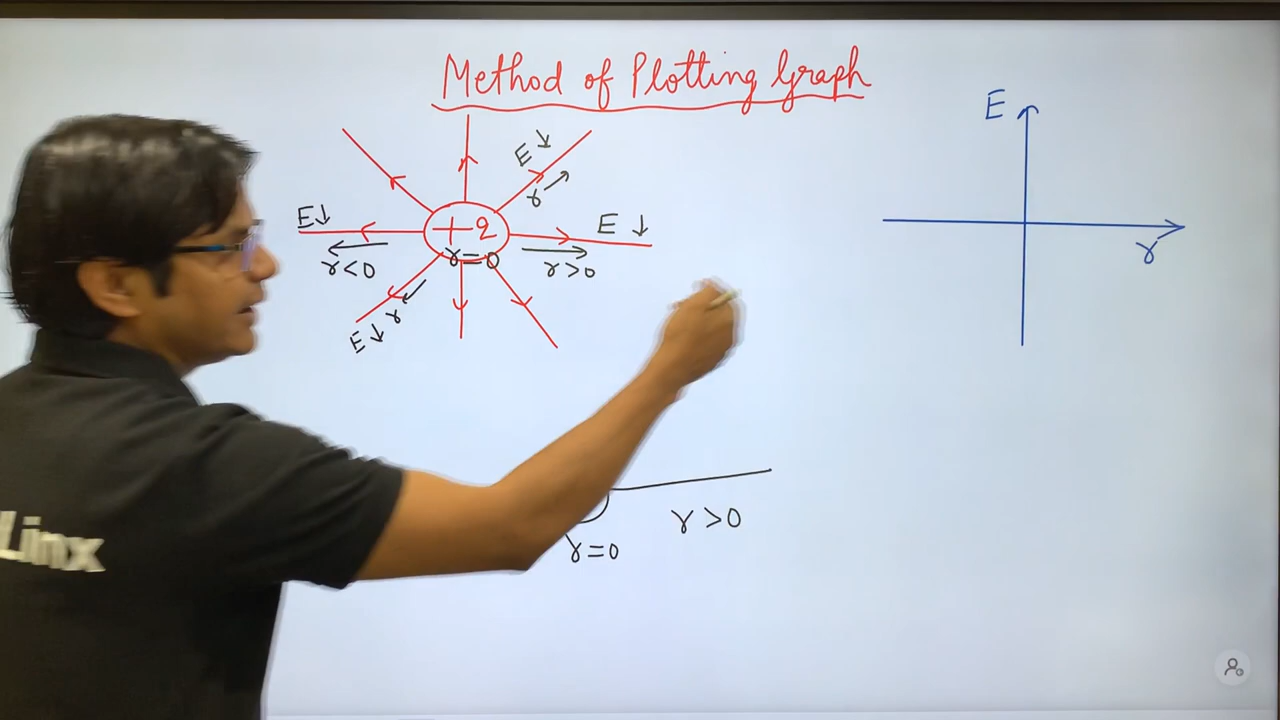 Method of Plotting Graph
E
E ↓
r
E ↓
E ↓
+q
r
r < 0
r = 0
r > 0
r
E ↓
r > 0
r = 0
Linx